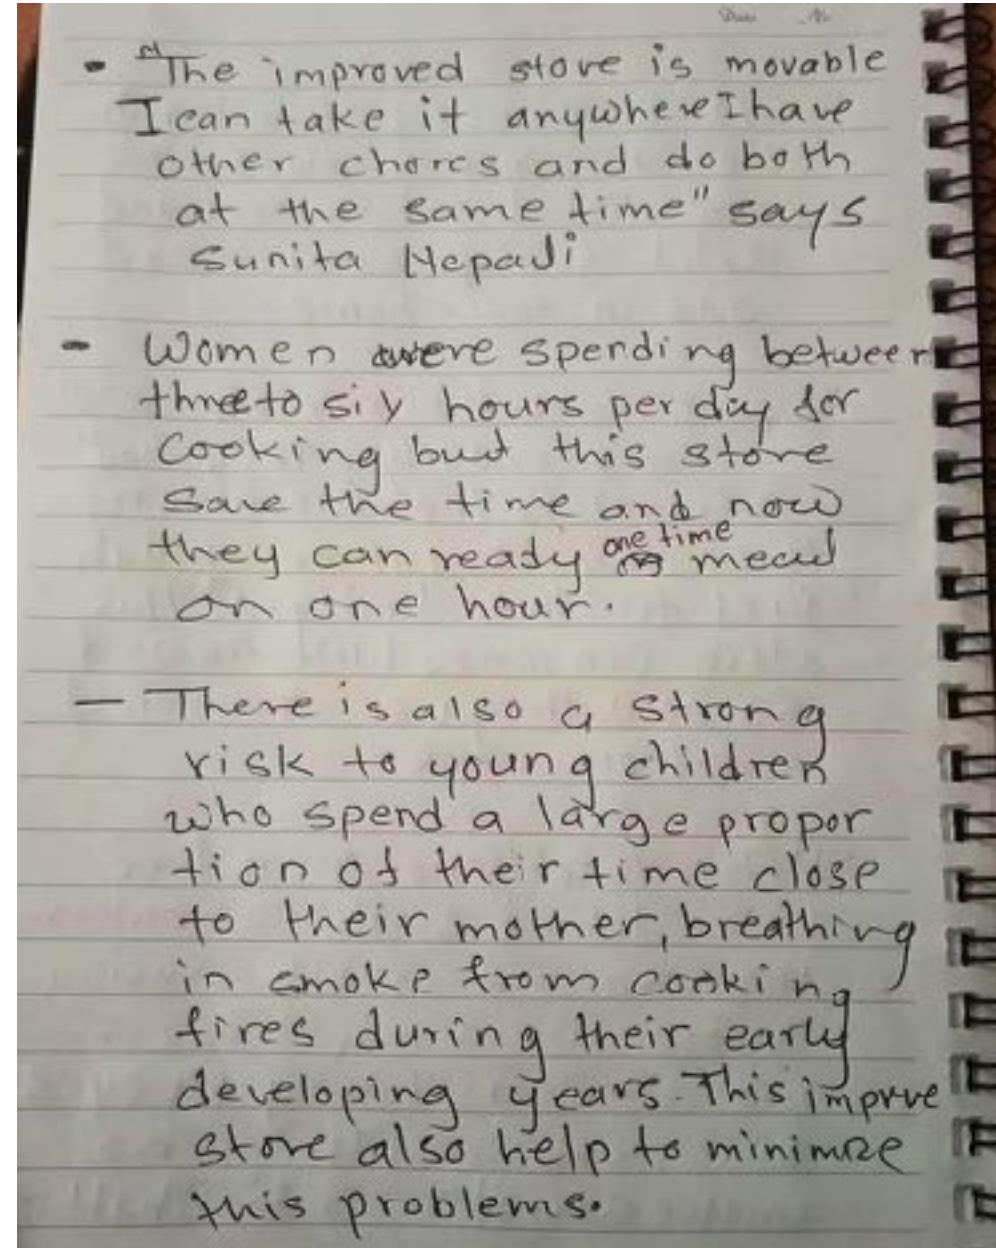 Date No
- "The improved stove is movable
I can take it anywhere I have
other chores and do both
at the same time" says
Sunita Nepali
- Women were spending between
three to six hours per day for
cooking but this stove
save the time and now
they can ready one time meal
on one hour.
- There is also a strong
risk to young children
who spend a large propor
tion of their time close
to their mother, breathing
in smoke from cooking
fires during their early
developing years. This imprve
stove also help to minimize
this problems.